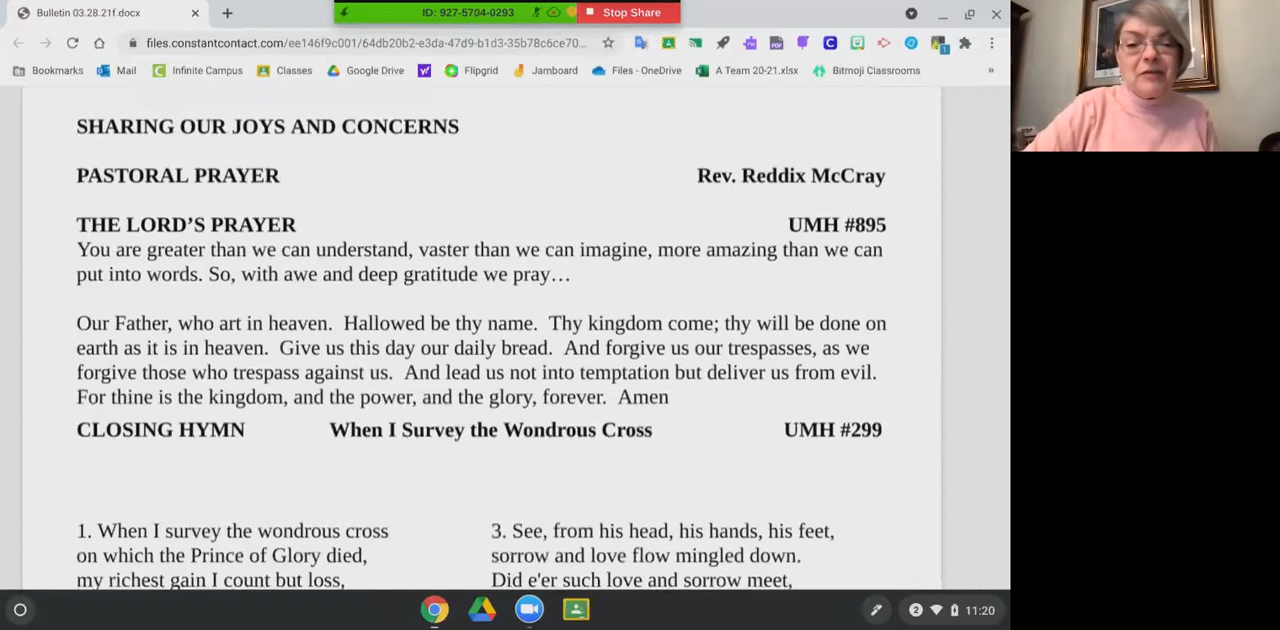 Bulletin 03.28.21f.docx
ID: 927-5704-0293
Stop Share
files.constantcontact.com/ee146f9c001/64db20b2-e3da-47d9-b1d3-35b78c6ce70...
Bookmarks Mail Infinite Campus Classes Google Drive Flipgrid Jamboard Files - OneDrive A Team 20-21.xlsx Bitmoji Classrooms »
SHARING OUR JOYS AND CONCERNS
PASTORAL PRAYER Rev. Reddix McCray
THE LORD'S PRAYER UMH #895
You are greater than we can understand, vaster than we can imagine, more amazing than we can
put into words. So, with awe and deep gratitude we pray…
Our Father, who art in heaven. Hallowed be thy name. Thy kingdom come; thy will be done on
earth as it is in heaven. Give us this day our daily bread. And forgive us our trespasses, as we
forgive those who trespass against us. And lead us not into temptation but deliver us from evil.
For thine is the kingdom, and the power, and the glory, forever. Amen
CLOSING HYMN When I Survey the Wondrous Cross UMH #299
1. When I survey the wondrous cross
on which the Prince of Glory died,
my richest gain I count but loss,
3. See, from his head, his hands, his feet,
sorrow and love flow mingled down.
Did e'er such love and sorrow meet,
2 11:20